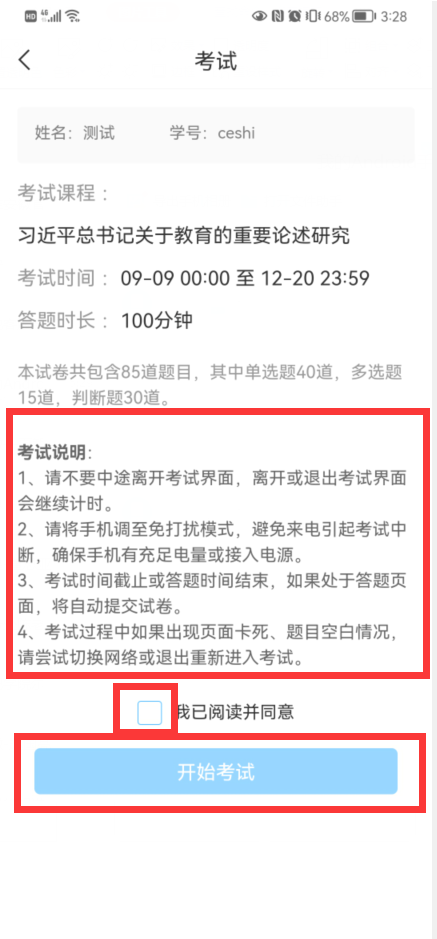 HD 4G 68% 3:28
考试
姓名：测试 学号：ceshi
考试课程：
习近平总书记关于教育的重要论述研究
考试时间：09-09 00:00 至 12-20 23:59
答题时长：100分钟
本试卷共包含85道题目，其中单选题40道，多选题
15道，判断题30道。
考试说明：
1、请不要中途离开考试界面，离开或退出考试界面
会继续计时。
2、请将手机调至免打扰模式，避免来电引起考试中
断，确保手机有充足电量或接入电源。
3、考试时间截止或答题时间结束，如果处于答题页
面，将自动提交试卷。
4、考试过程中如果出现页面卡死、题目空白情况，
请尝试切换网络或退出重新进入考试。
我已阅读并同意
开始考试